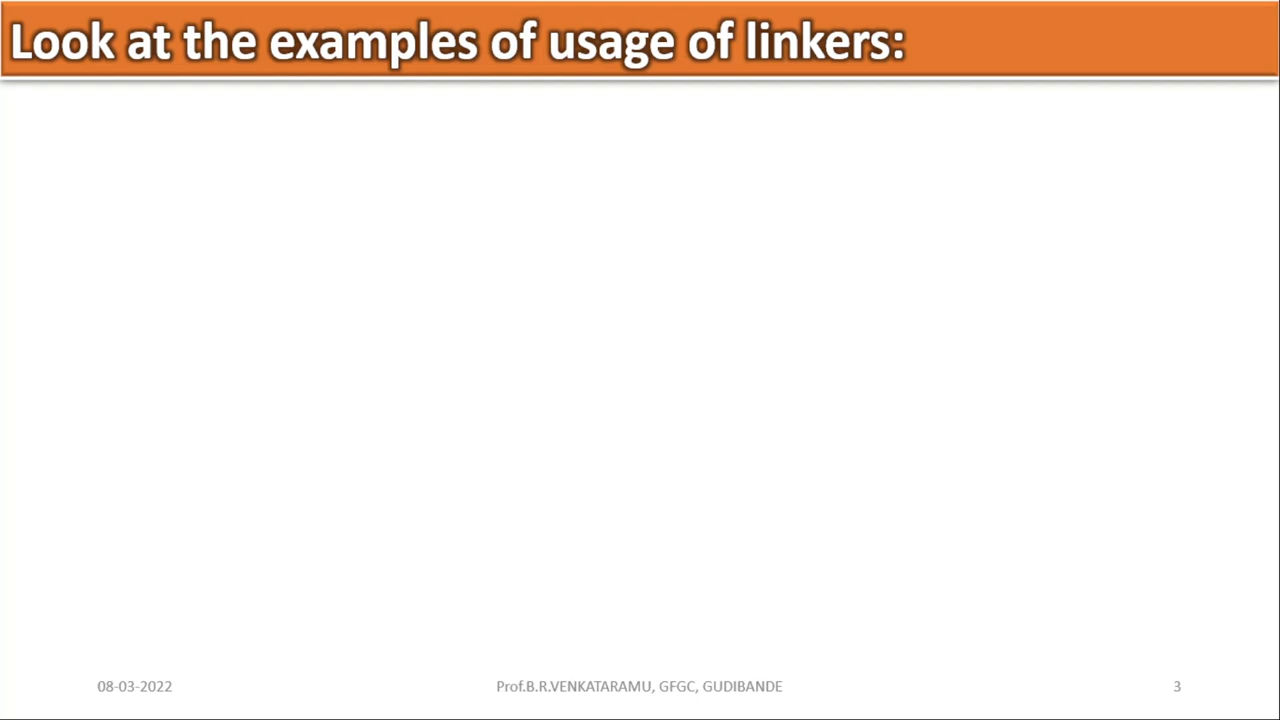 Look at the examples of usage of linkers:
08-03-2022
Prof.B.R.VENKATARAMU, GFGC, GUDIBANDE
3